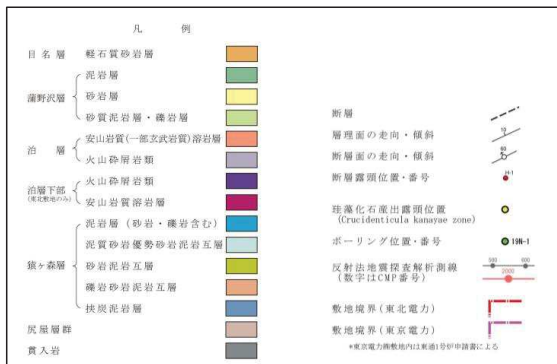 凡　例
目名層　軽石質砂岩層
蒲野沢層
泥岩層
砂岩層
砂質泥岩層・礫岩層
泊　層
安山岩質(一部玄武岩質)溶岩層
火山砕屑岩類
泊層下部
(東北敷地のみ)
火山砕屑岩類
安山岩質溶岩層
猿ヶ森層
泥岩層（砂岩・礫岩含む）
泥質砂岩優勢砂岩泥岩互層
砂岩泥岩互層
礫岩砂岩泥岩互層
挟炭泥岩層
尻屋層群
貫入岩
断層
層理面の走向・傾斜
10
断層面の走向・傾斜
60
断層露頭位置・番号
H-1
珪藻化石産出露頭位置
(Crucidenticula kanayae zone)
ボーリング位置・番号
19N-1
反射法地震探査解析測線
(数字はCMP番号)
300
600
2000
敷地境界(東北電力)
敷地境界(東京電力)
*東京電力㈱敷地内は東通1号炉申請書による